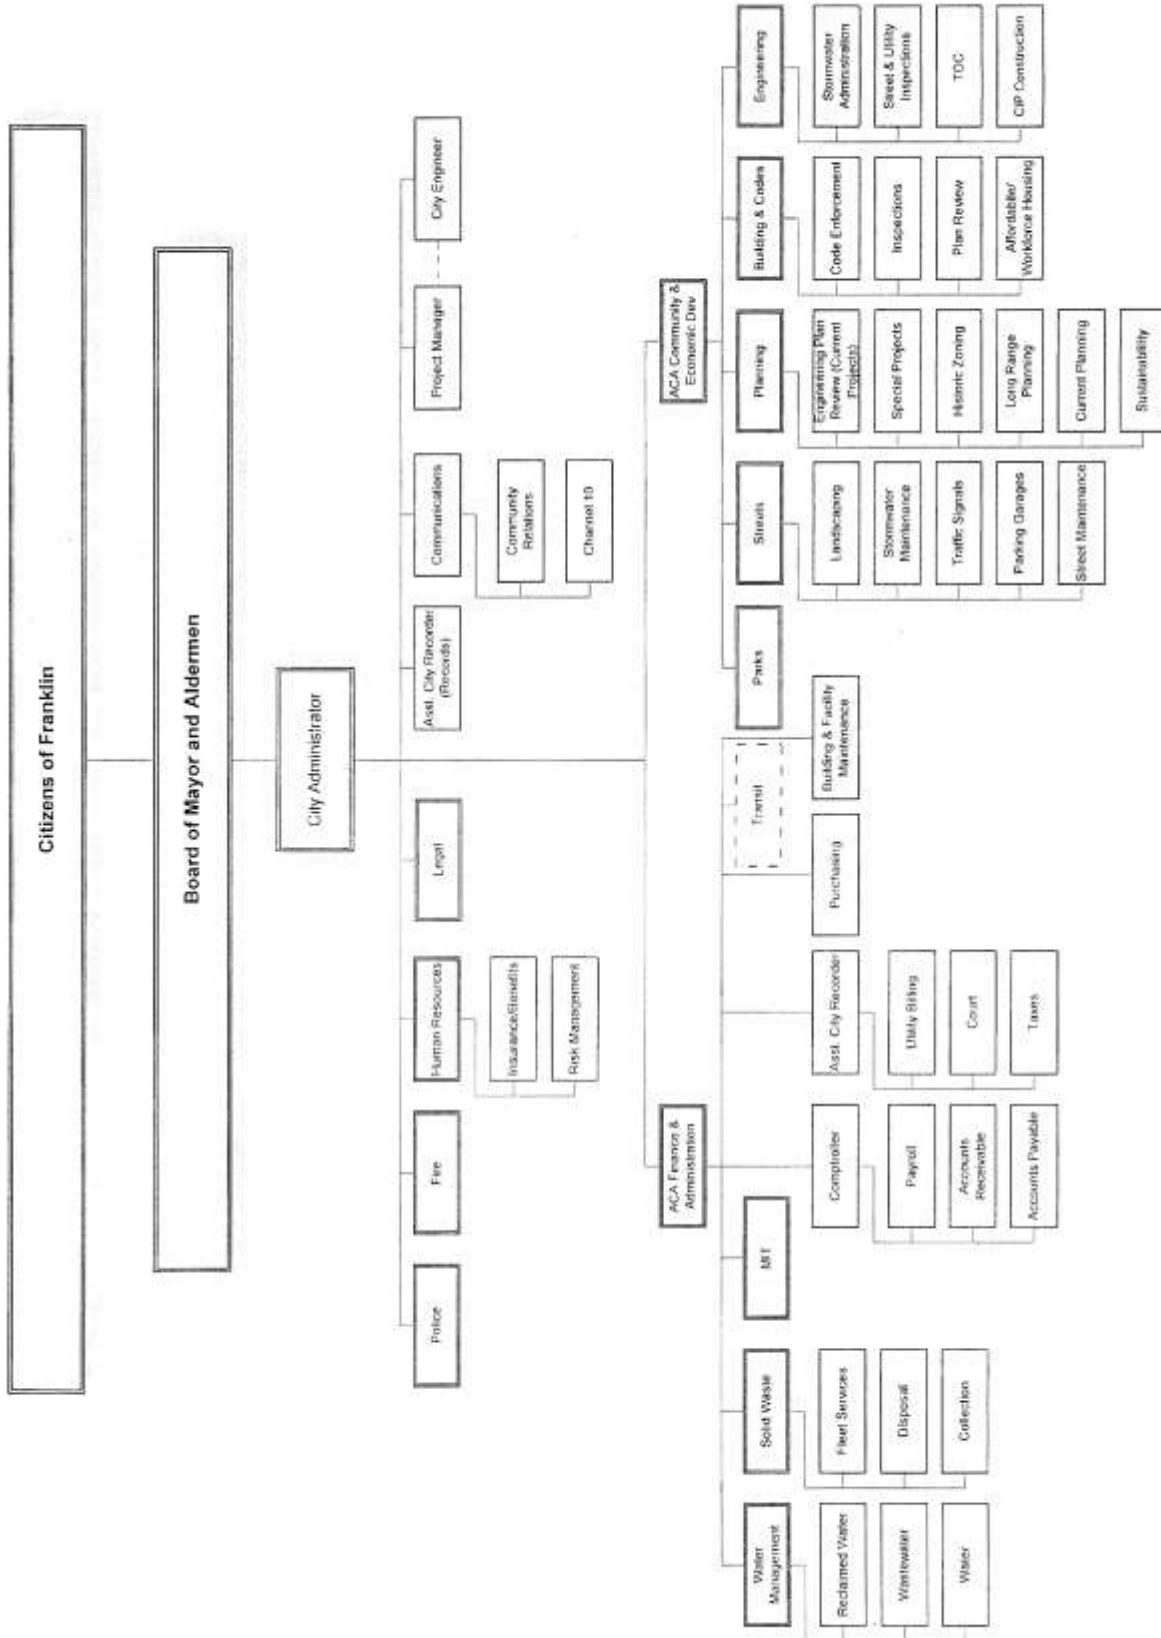 Citizens of Franklin
Board of Mayor and Aldermen
City Administrator
Police
Fire
Human Resources
Insurance/Benefits
Risk Management
Legal
Asst. City Recorder
(Records)
Communications
Community
Relations
Channel 10
Project Manager
City Engineer
ACA Finance &
Administration
Water
Management
Reclaimed Water
Wastewater
Water
Solid Waste
Fleet Services
Disposal
Collection
MIT
Comptroller
Payroll
Accounts
Receivable
Accounts Payable
Asst. City Recorder
Utility Billing
Court
Taxes
Purchasing
Transit
Building & Facility
Maintenance
ACA Community &
Economic Dev
Parks
Streets
Landscaping
Stormwater
Maintenance
Traffic Signals
Parking Garages
Street Maintenance
Planning
Engineering Plan
Review (Current
Projects)
Special Projects
Historic Zoning
Long Range
Planning
Current Planning
Sustainability
Building & Codes
Code Enforcement
Inspections
Plan Review
Affordable/
Workforce Housing
Engineering
Stormwater
Administration
Street & Utility
Inspections
TOC
CIP Construction